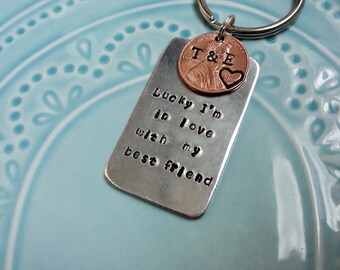 T & E
Lucky I'm
in love
with my
best friend